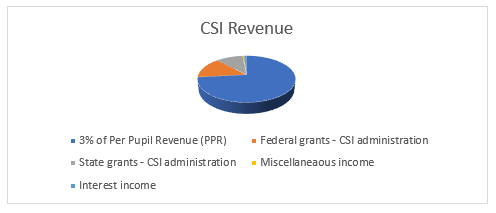 CSI Revenue
3% of Per Pupil Revenue (PPR) Federal grants - CSI administration
State grants - CSI administration Miscellaneaous income
Interest income